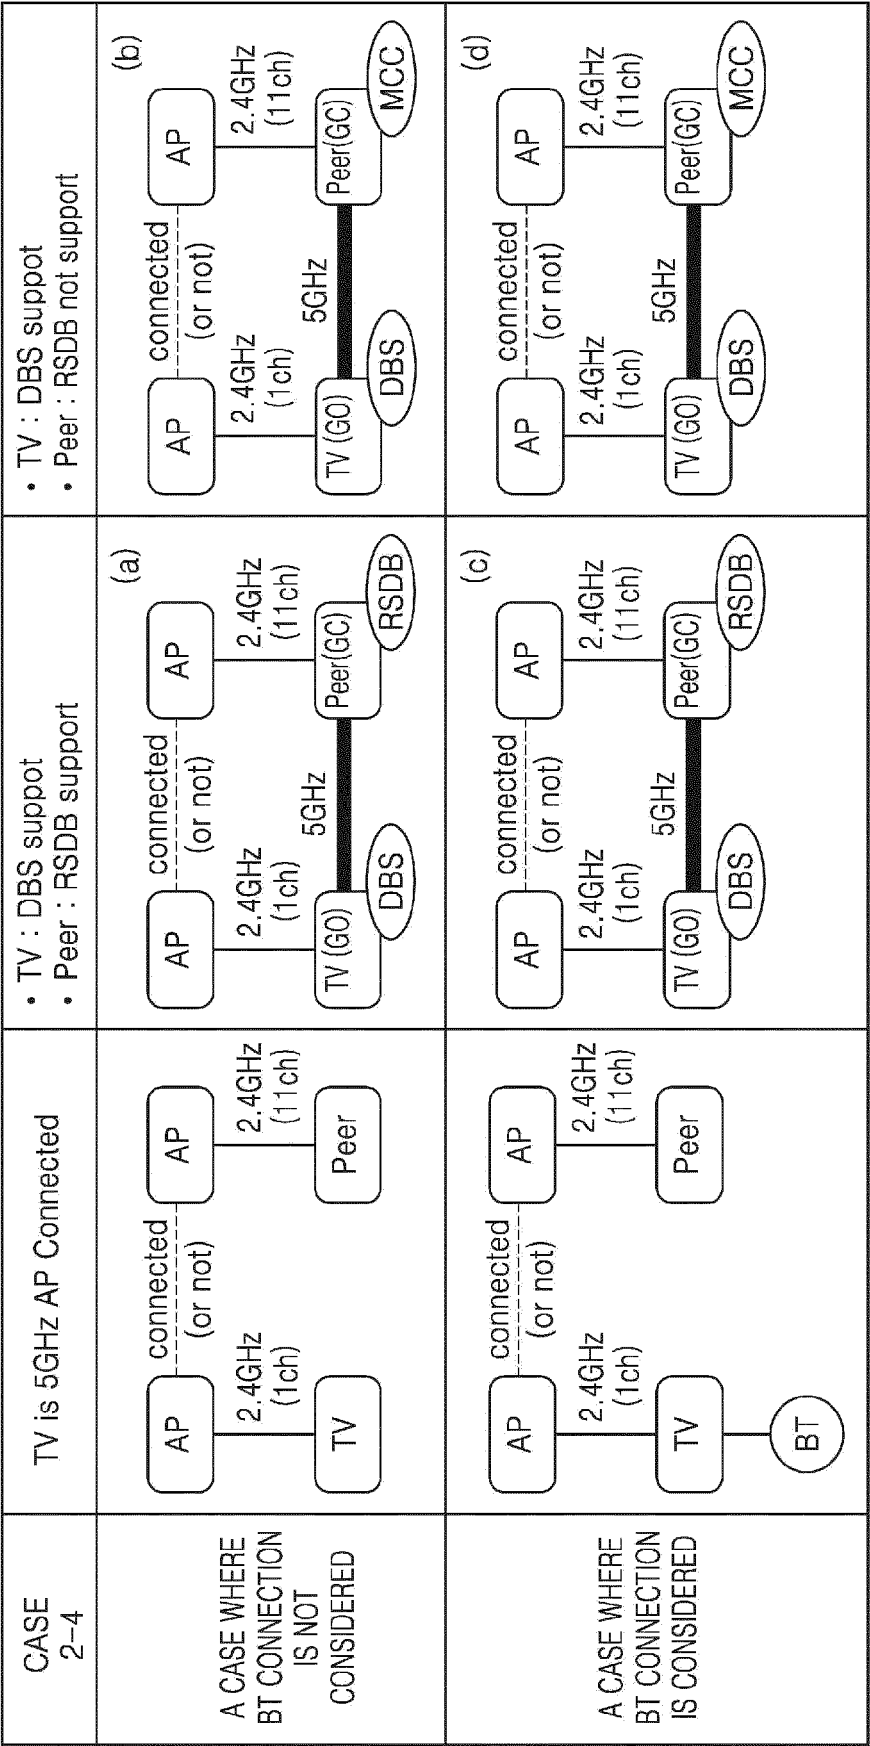 CASE
2-4
TV is 5GHz AP Connected
• TV : DBS suppot
• Peer : RSDB support
• TV : DBS suppot
• Peer : RSDB not support
A CASE WHERE
BT CONNECTION
IS NOT
CONSIDERED
AP
connected
(or not)
AP
2.4GHz
(1ch)
2.4GHz
(11ch)
TV
Peer
(a)
AP
connected
(or not)
AP
2.4GHz
(1ch)
2.4GHz
(11ch)
5GHz
TV (GO)
Peer(GC)
DBS
RSDB
(b)
AP
connected
(or not)
AP
2.4GHz
(1ch)
2.4GHz
(11ch)
5GHz
TV (GO)
Peer(GC)
DBS
MCC
A CASE WHERE
BT CONNECTION
IS CONSIDERED
AP
connected
(or not)
AP
2.4GHz
(1ch)
2.4GHz
(11ch)
TV
Peer
BT
(c)
AP
connected
(or not)
AP
2.4GHz
(1ch)
2.4GHz
(11ch)
5GHz
TV (GO)
Peer(GC)
DBS
RSDB
(d)
AP
connected
(or not)
AP
2.4GHz
(1ch)
2.4GHz
(11ch)
5GHz
TV (GO)
Peer(GC)
DBS
MCC